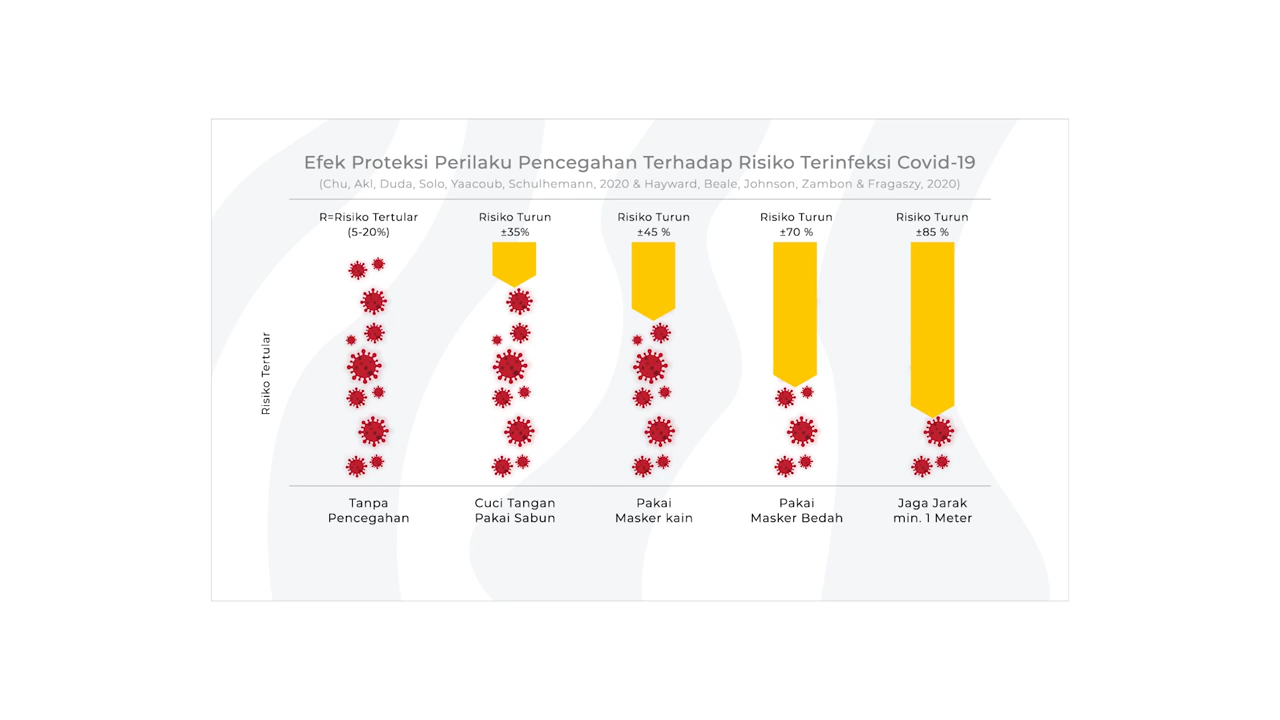 Efek Proteksi Perilaku Pencegahan Terhadap Risiko Terinfeksi Covid-19
(Chu, Akl, Duda, Solo, Yaacoub, Schulhemann, 2020 & Hayward, Beale, Johnson, Zambon & Fragaszy, 2020)
R=Risiko Tertular
(5-20%)
Risiko Turun
±35%
Risiko Turun
±45 %
Risiko Turun
±70 %
Risiko Turun
±85 %
Risiko Tertular
Tanpa
Pencegahan
Cuci Tangan
Pakai Sabun
Pakai
Masker kain
Pakai
Masker Bedah
Jaga Jarak
min. 1 Meter